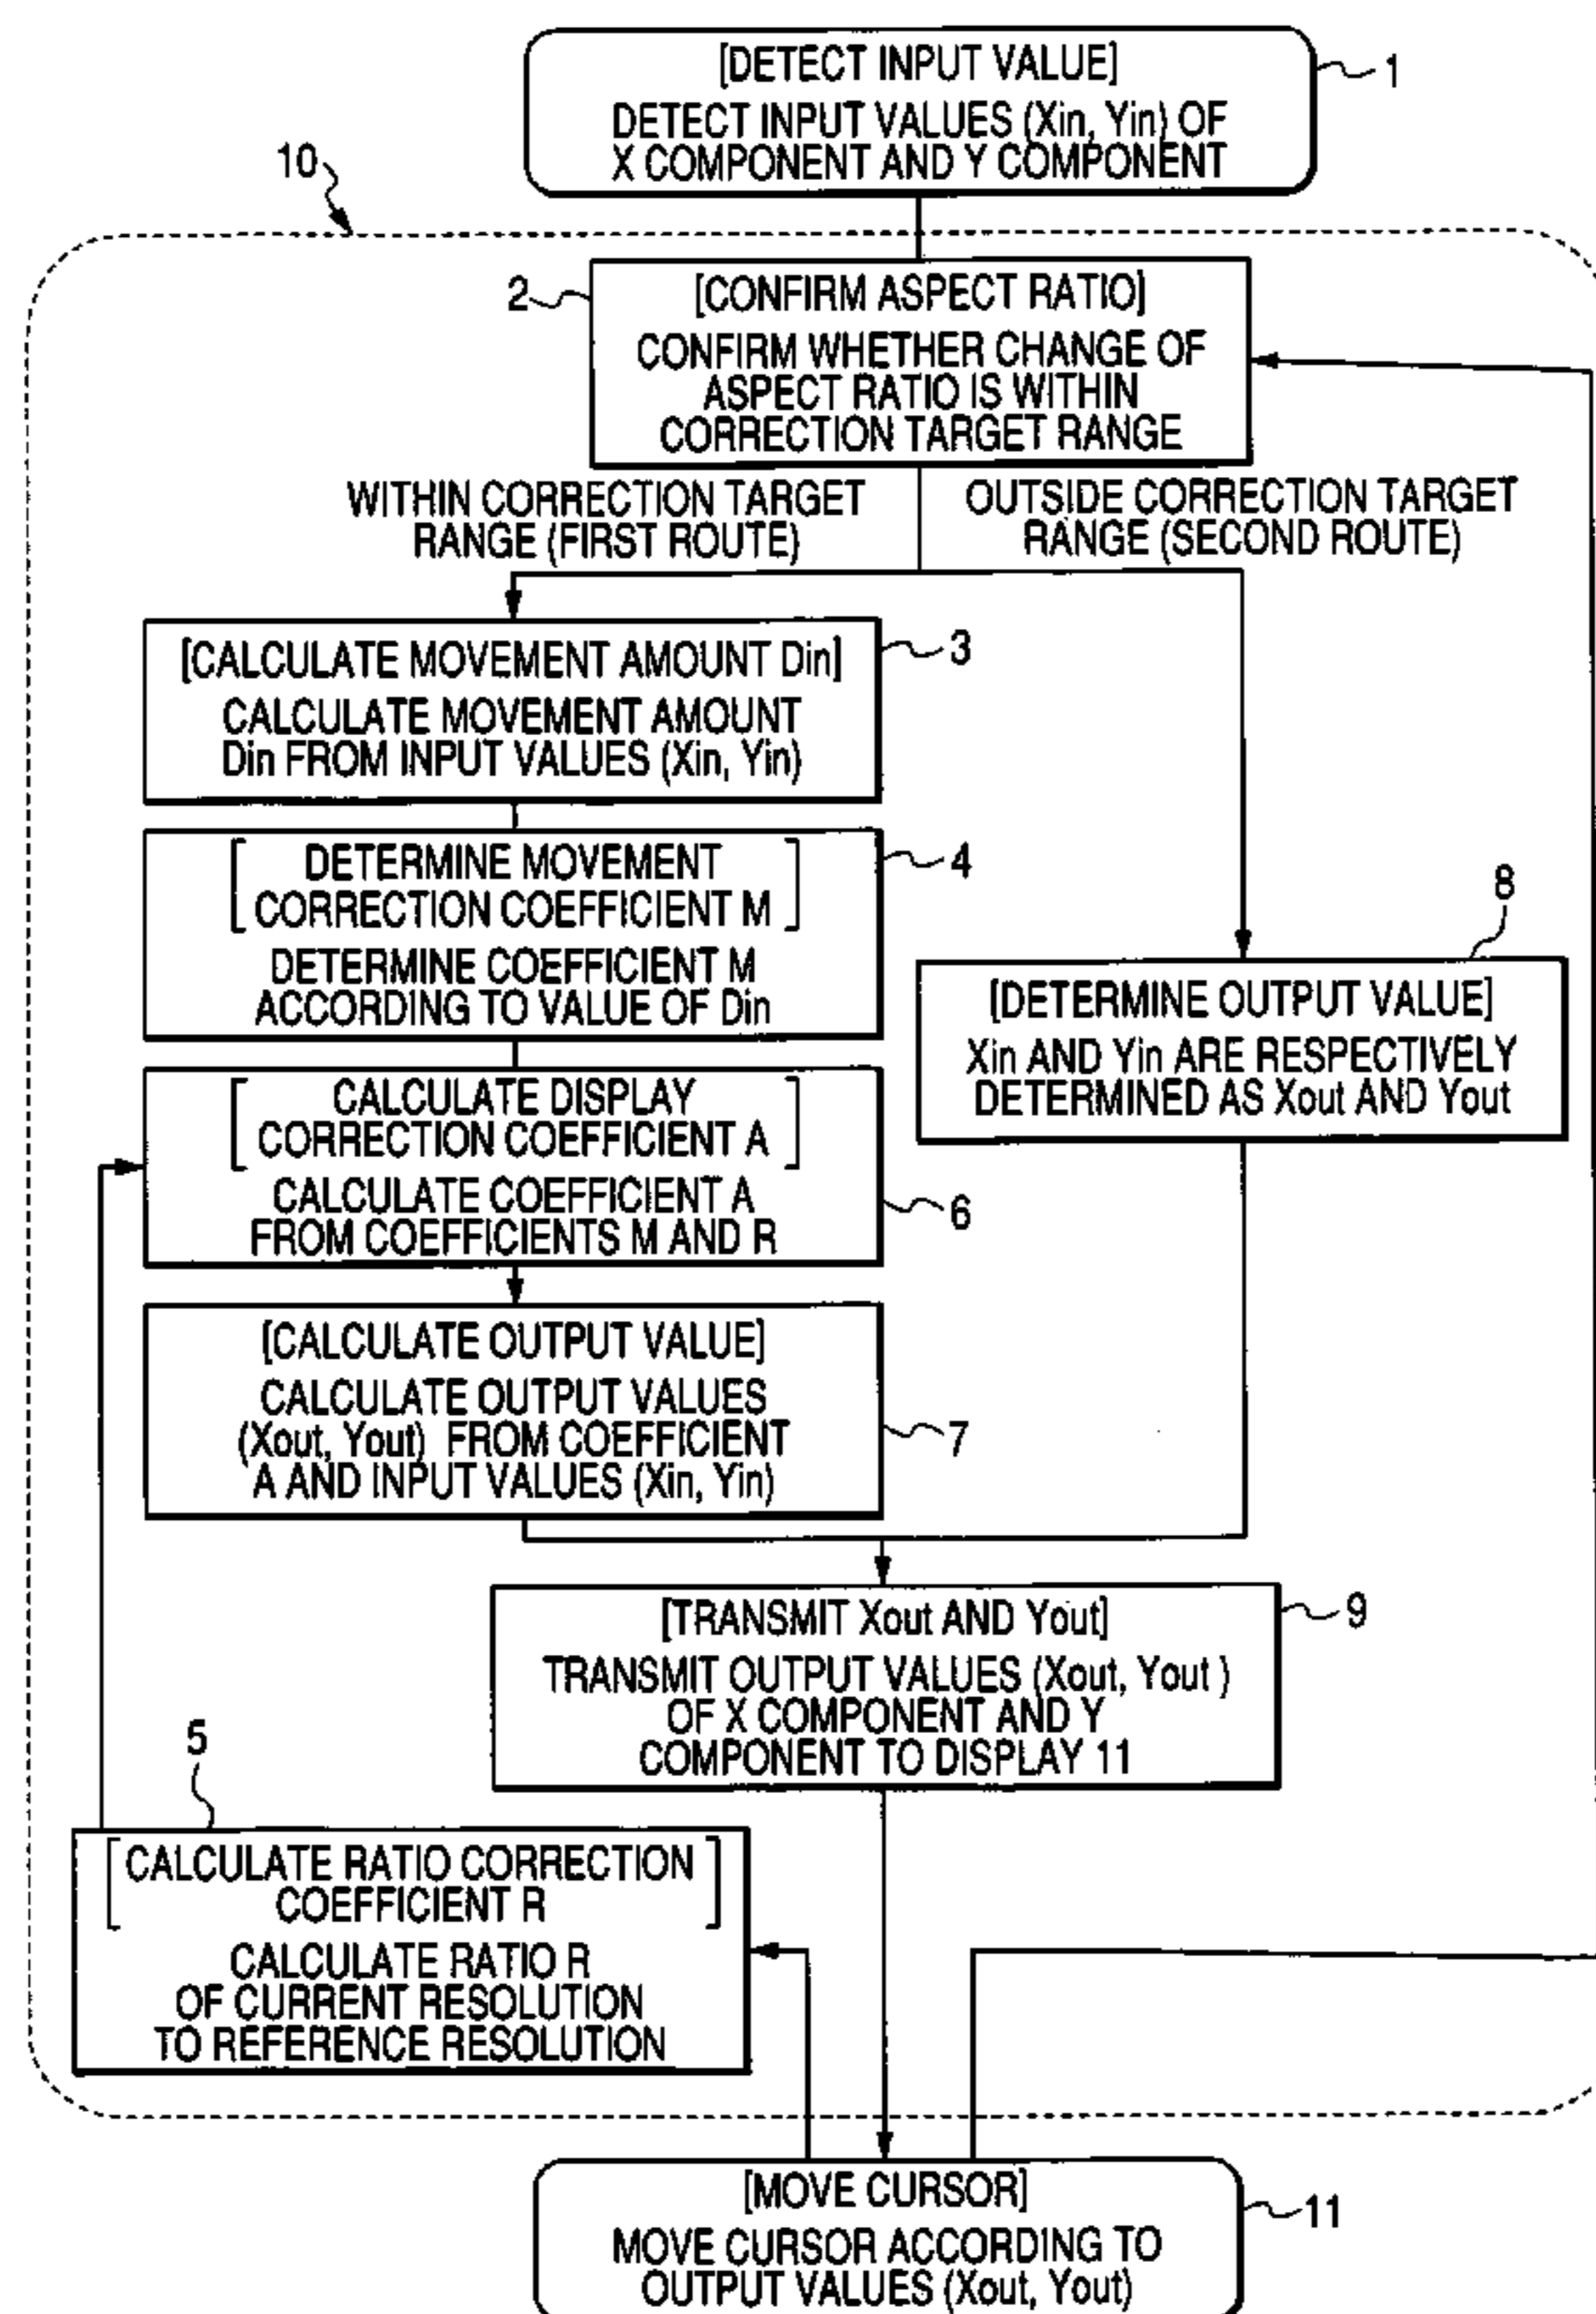 [DETECT INPUT VALUE]
DETECT INPUT VALUES (Xin, Yin) OF
X COMPONENT AND Y COMPONENT
1
10
2
[CONFIRM ASPECT RATIO]
CONFIRM WHETHER CHANGE OF
ASPECT RATIO IS WITHIN
CORRECTION TARGET RANGE
WITHIN CORRECTION TARGET
RANGE (FIRST ROUTE)
OUTSIDE CORRECTION TARGET
RANGE (SECOND ROUTE)
[CALCULATE MOVEMENT AMOUNT Din]
CALCULATE MOVEMENT AMOUNT
Din FROM INPUT VALUES (Xin, Yin)
3
[DETERMINE MOVEMENT
CORRECTION COEFFICIENT M]
DETERMINE COEFFICIENT M
ACCORDING TO VALUE OF Din
4
8
[DETERMINE OUTPUT VALUE]
Xin AND Yin ARE RESPECTIVELY
DETERMINED AS Xout AND Yout
[CALCULATE DISPLAY
CORRECTION COEFFICIENT A]
CALCULATE COEFFICIENT A
FROM COEFFICIENTS M AND R
6
[CALCULATE OUTPUT VALUE]
CALCULATE OUTPUT VALUES
(Xout, Yout) FROM COEFFICIENT
A AND INPUT VALUES (Xin, Yin)
7
[TRANSMIT Xout AND Yout]
TRANSMIT OUTPUT VALUES (Xout, Yout )
OF X COMPONENT AND Y
COMPONENT TO DISPLAY 11
9
5
[CALCULATE RATIO CORRECTION
COEFFICIENT R]
CALCULATE RATIO R
OF CURRENT RESOLUTION
TO REFERENCE RESOLUTION
[MOVE CURSOR]
MOVE CURSOR ACCORDING TO
OUTPUT VALUES (Xout, Yout)
11